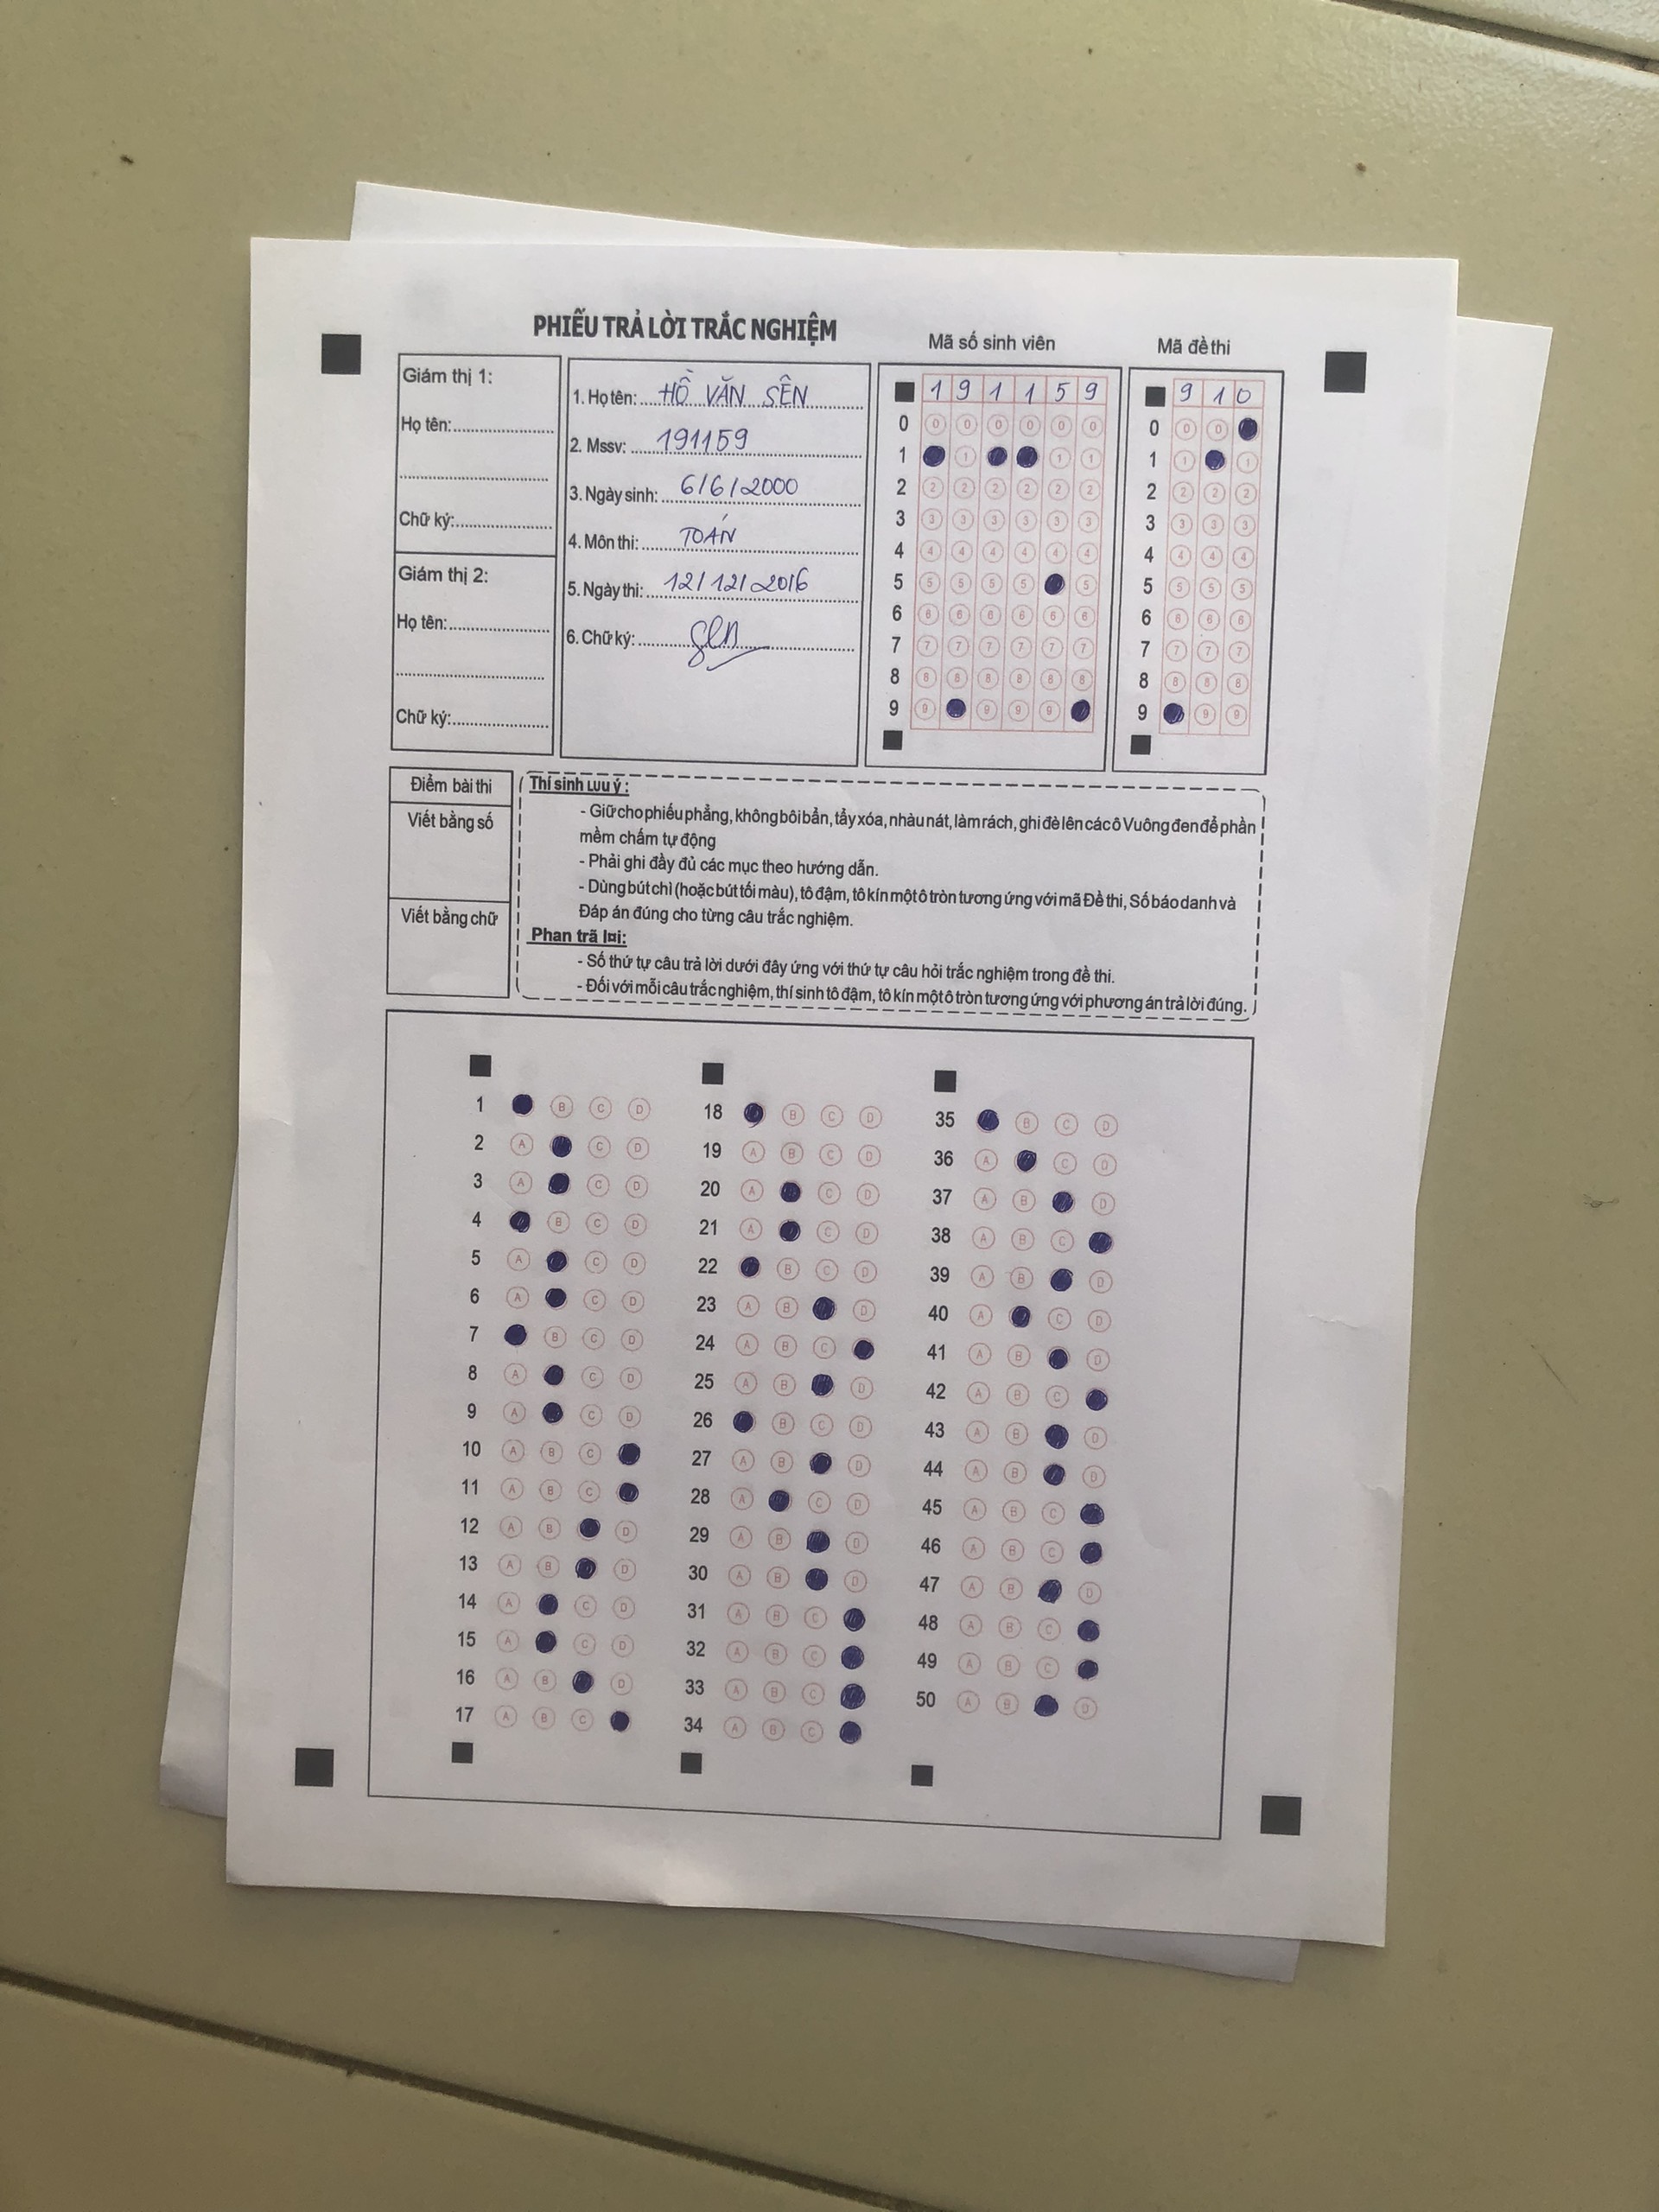 PHIẾU TRẢ LỜI TRẮC NGHIỆM
Mã số sinh viên
Mã đề thi
Giám thị 1:
Họ tên:
Chữ ký:
Giám thị 2:
Họ tên:
Chữ ký:
1. Họ tên: HỒ VĂN SÊN
2. Mssv: 191159
3. Ngày sinh: 6/6/2000
4. Môn thi: TOÁN
5. Ngày thi: 12/12/2016
6. Chữ ký:
1 9 1 1 5 9
0 0 0 0 0 0 0
1 1 1 1
2 2 2 2 2 2 2
3 3 3 3 3 3 3
4 4 4 4 4 4 4
5 5 5 5 5 5
6 6 6 6 6 6 6
7 7 7 7 7 7 7
8 8 8 8 8 8 8
9 9 9 9 9
9 1 0
0 0 0
1 1 1
2 2 2 2
3 3 3 3
4 4 4 4
5 5 5 5
6 6 6 6
7 7 7 7
8 8 8 8
9 9 9
Điểm bài thi
Viết bằng số
Viết bằng chữ
Thí sinh lưu ý:
- Giữ cho phiếu phẳng, không bôi bẩn, tẩy xóa, nhàu nát, làm rách, ghi đè lên các ô Vuông đen để phần
mềm chấm tự động
- Phải ghi đầy đủ các mục theo hướng dẫn.
- Dùng bút chì (hoặc bút tối màu), tô đậm, tô kín một ô tròn tương ứng với mã Đề thi, Số báo danh và
Đáp án đúng cho từng câu trắc nghiệm.
Phan trã lời:
- Số thứ tự câu trả lời dưới đây ứng với thứ tự câu hỏi trắc nghiệm trong đề thi.
- Đối với mỗi câu trắc nghiệm, thí sinh tô đậm, tô kín một ô tròn tương ứng với phương án trả lời đúng.
1 B C D
2 A C D
3 A C D
4 B C D
5 A C D
6 A C D
7 B C D
8 A C D
9 A C D
10 A B C
11 A B C
12 A B D
13 A B D
14 A C D
15 A C D
16 A B D
17 A B C
18 B C D
19 A B C D
20 A C D
21 A C D
22 B C D
23 A B D
24 A B C
25 A B D
26 B C D
27 A B D
28 A C D
29 A B D
30 A B D
31 A B C
32 A B C
33 A B C
34 A B C
35 B C D
36 A C D
37 A B D
38 A B C
39 A B D
40 A C D
41 A B D
42 A B C
43 A B D
44 A B D
45 A B C
46 A B C
47 A B D
48 A B C
49 A B C
50 A B D